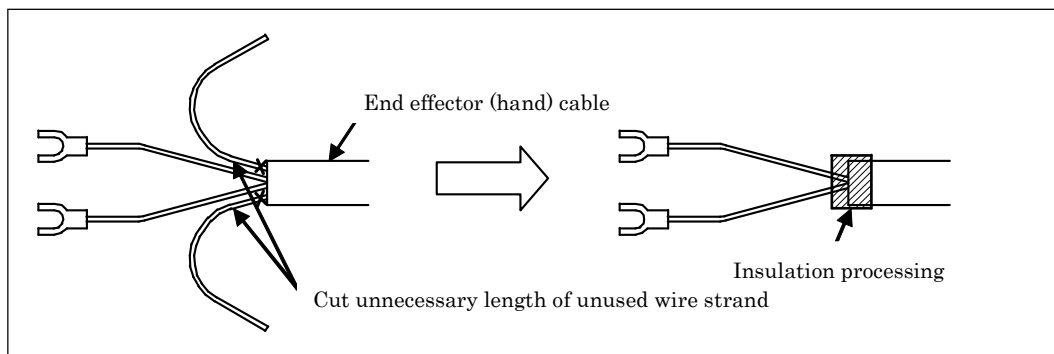 End effector (hand) cable
Insulation processing
Cut unnecessary length of unused wire strand